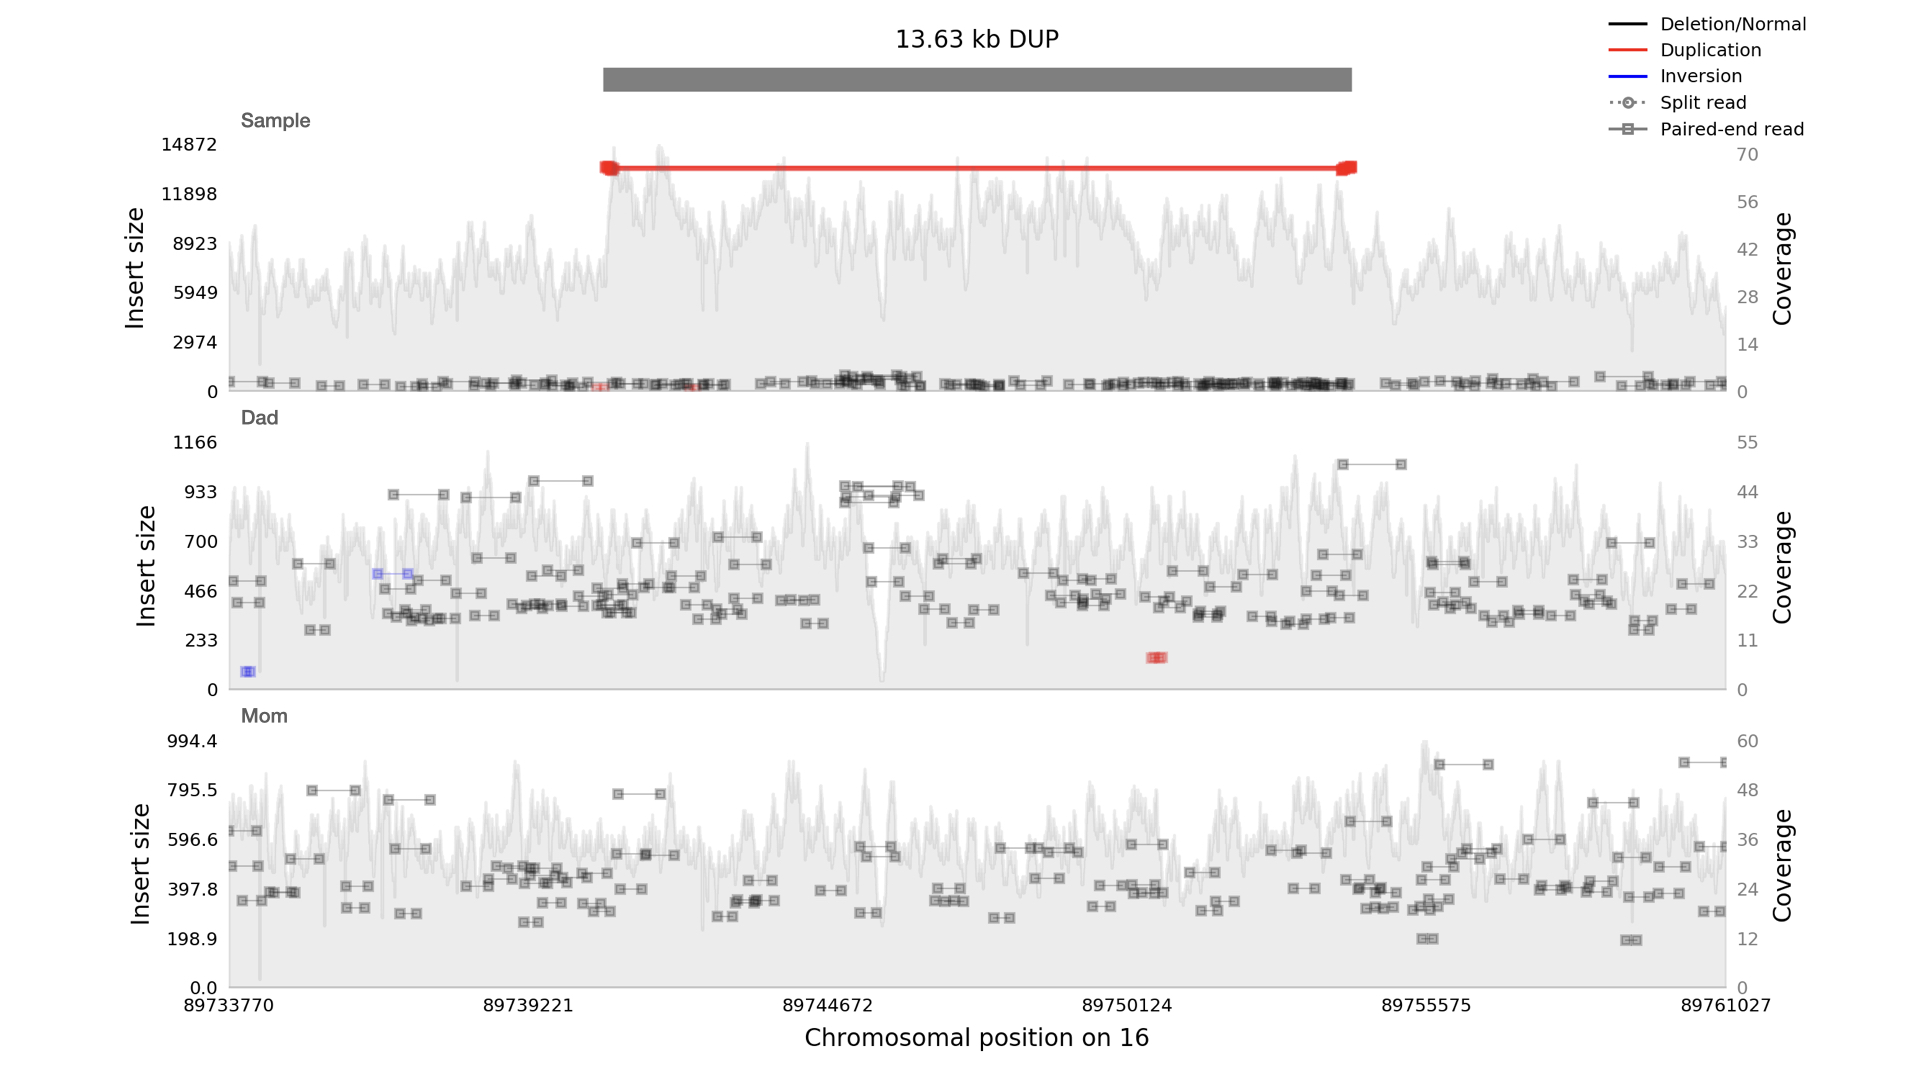 13.63 kb DUP
Deletion/Normal
Duplication
Inversion
Split read
Paired-end read
Sample
14872
11898
8923
5949
2974
0
Insert size
70
56
42
28
14
0
Coverage
Dad
1166
933
700
466
233
0
Insert size
55
44
33
22
11
0
Coverage
Mom
994.4
795.5
596.6
397.8
198.9
0.0
Insert size
60
48
36
24
12
0
Coverage
89733770 89739221 89744672 89750124 89755575 89761027
Chromosomal position on 16